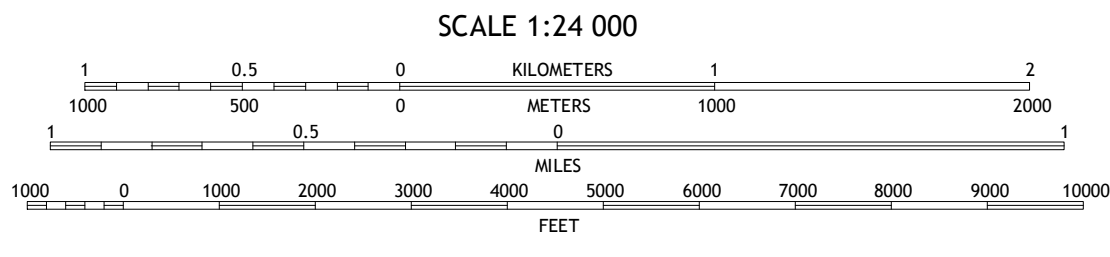 SCALE 1:24 000
1 0.5 0 KILOMETERS 1 2
1000 500 0 METERS 1000 2000
1 0.5 0 1
MILES
1000 0 1000 2000 3000 4000 5000 6000 7000 8000 9000 10000
FEET